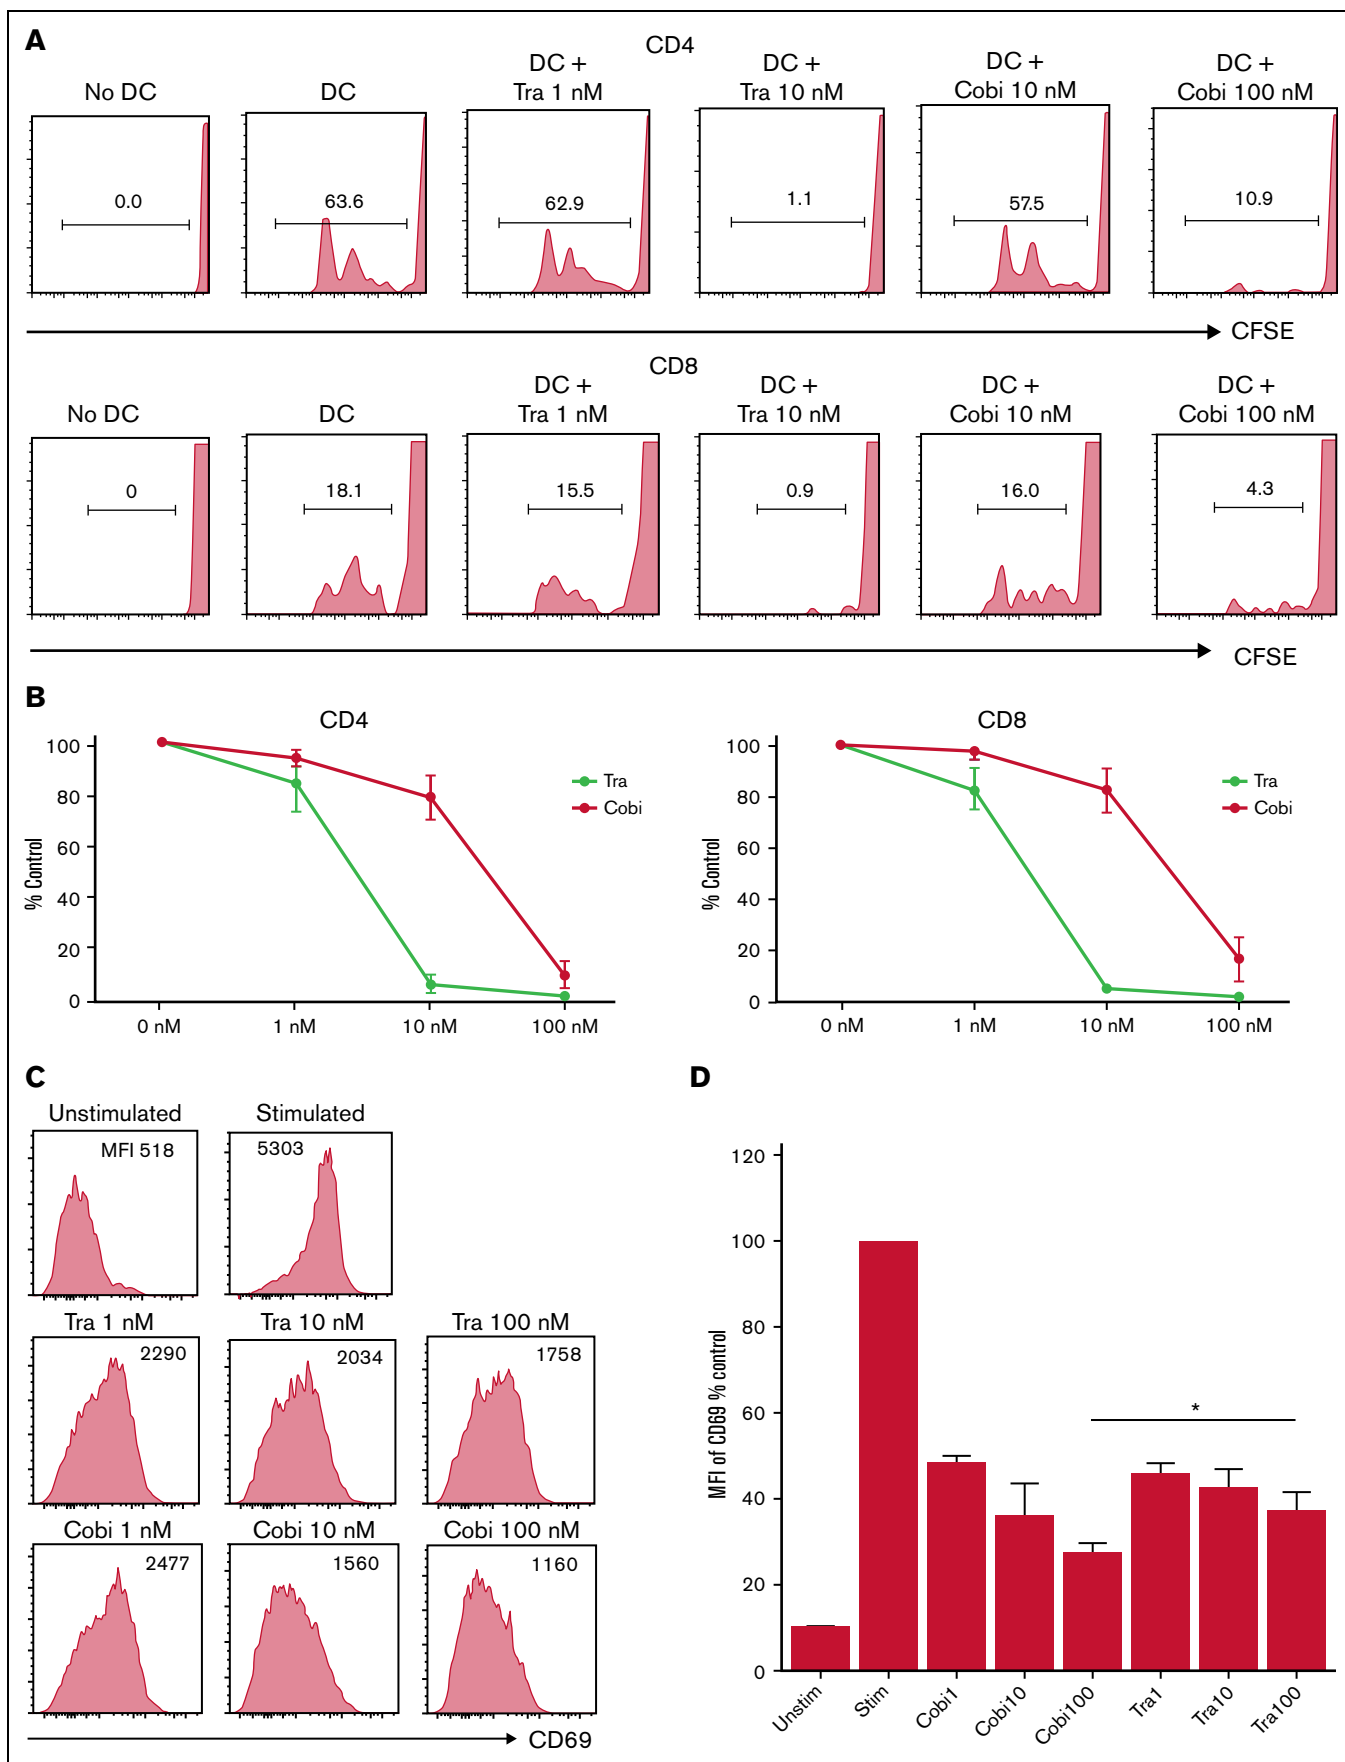 A
CD4
No DC
DC
DC +
Tra 1 nM
DC +
Tra 10 nM
DC +
Cobi 10 nM
DC +
Cobi 100 nM
0.0
63.6
62.9
1.1
57.5
10.9
CFSE
CD8
No DC
DC
DC +
Tra 1 nM
DC +
Tra 10 nM
DC +
Cobi 10 nM
DC +
Cobi 100 nM
0
18.1
15.5
0.9
16.0
4.3
CFSE
B
CD4
% Control
100
80
60
40
20
0
0 nM
1 nM
10 nM
100 nM
Tra
Cobi
CD8
% Control
100
80
60
40
20
0
0 nM
1 nM
10 nM
100 nM
Tra
Cobi
C
Unstimulated
Stimulated
MFI 518
5303
Tra 1 nM
Tra 10 nM
Tra 100 nM
2290
2034
1758
Cobi 1 nM
Cobi 10 nM
Cobi 100 nM
2477
1560
1160
CD69
D
MFI of CD69 % control
120
100
80
60
40
20
0
*
Unstim
Stim
Cobi1
Cobi10
Cobi100
Tra1
Tra10
Tra100